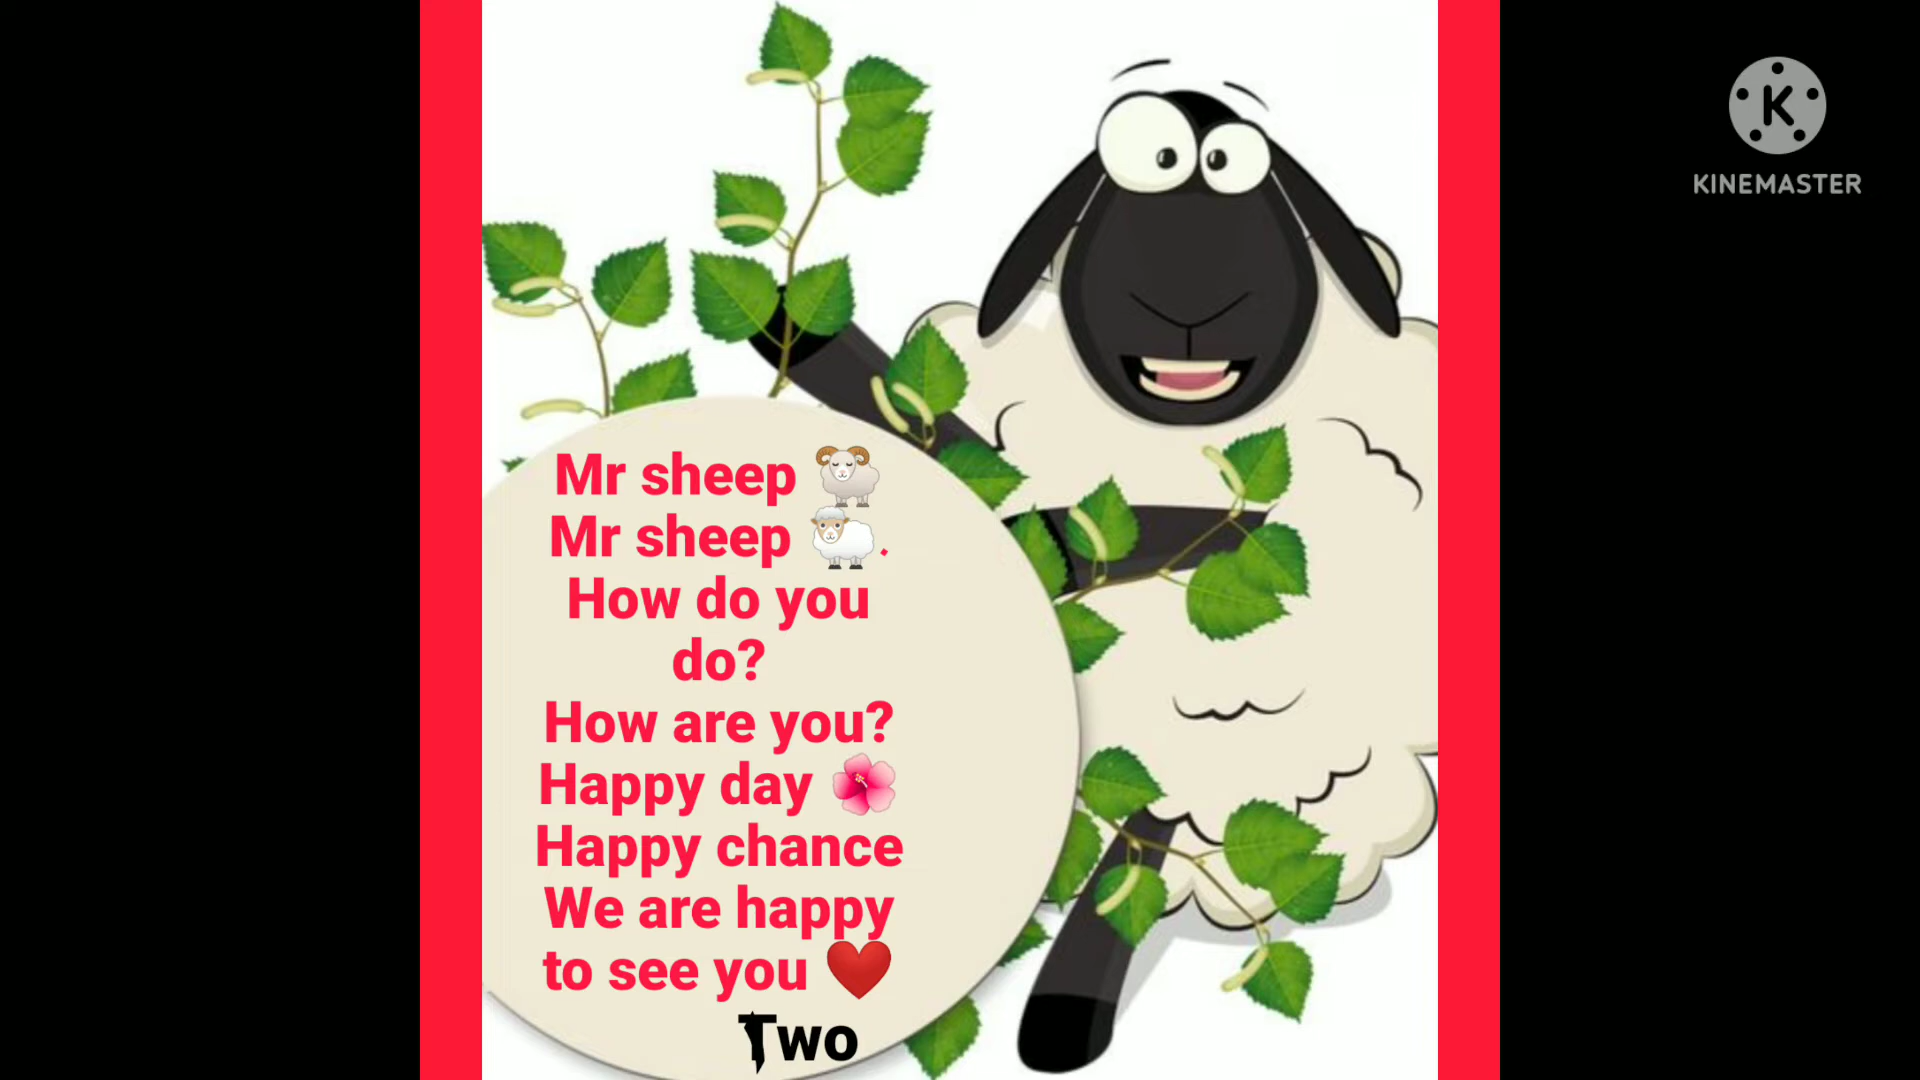 Mr sheep 🐏
Mr sheep 🐑.
How do you
do?
How are you?
Happy day 🌺
Happy chance
We are happy
to see you ❤️
Two
K
KINEMASTER